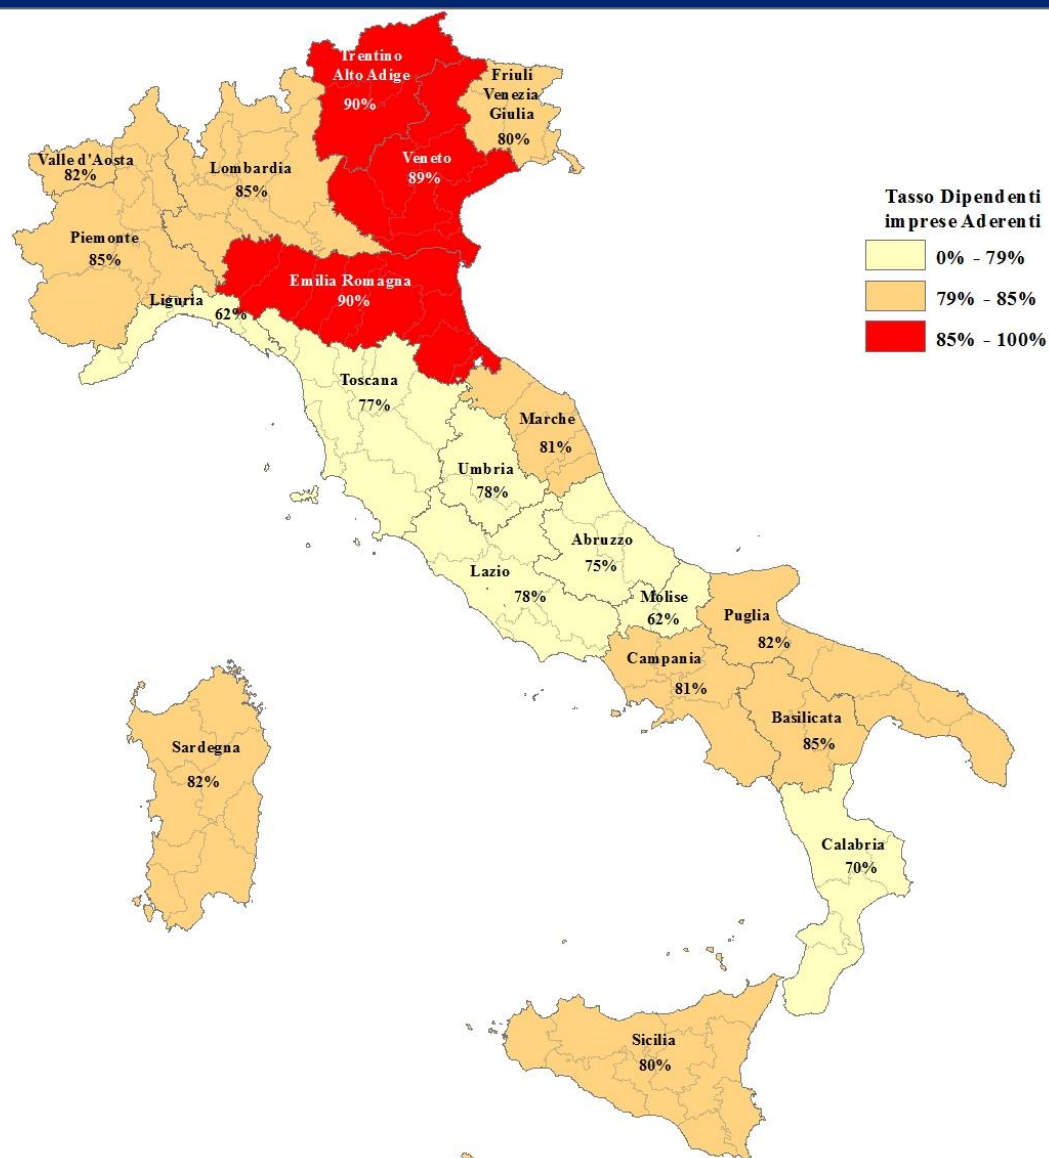 Trentino
Alto Adige
90%
Friuli
Venezia
Giulia
80%
Veneto
89%
Valle d'Aosta
82%
Lombardia
85%
Piemonte
85%
Emilia Romagna
90%
Liguria
62%
Toscana
77%
Marche
81%
Umbria
78%
Abruzzo
75%
Lazio
78%
Molise
62%
Puglia
82%
Campania
81%
Basilicata
85%
Sardegna
82%
Calabria
70%
Sicilia
80%
Tasso Dipendenti
imprese Aderenti
0% - 79%
79% - 85%
85% - 100%